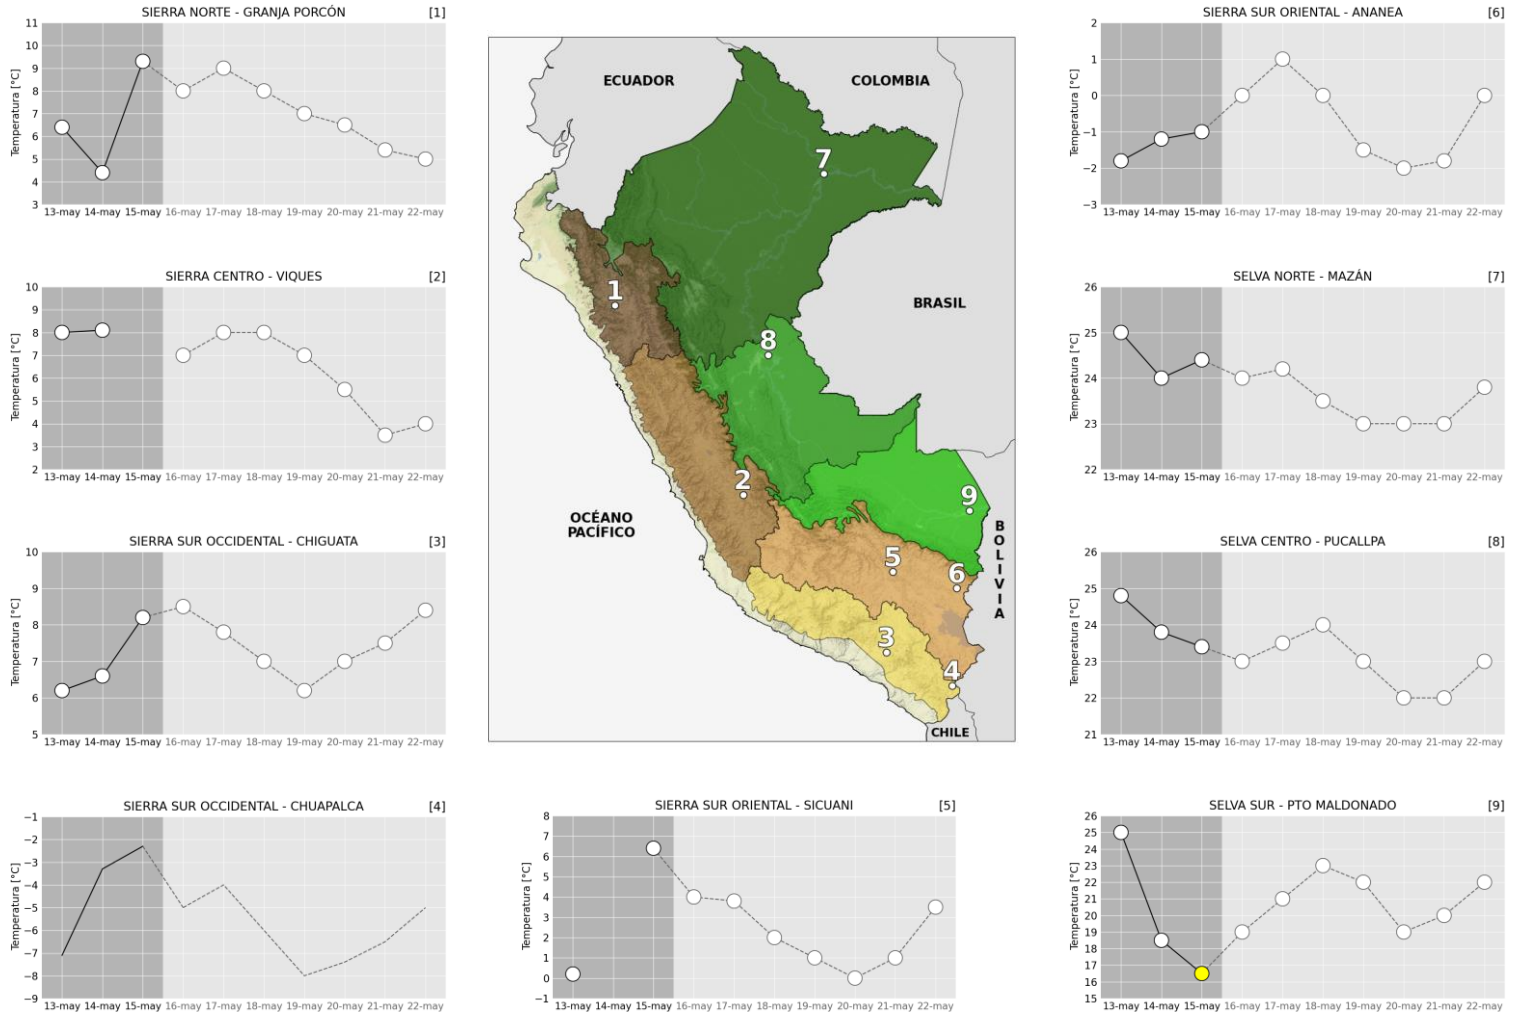 SIERRA NORTE - GRANJA PORCÓN [1]
Temperatura [°C]
11
10
9
8
7
6
5
4
3
13-may 14-may 15-may 16-may 17-may 18-may 19-may 20-may 21-may 22-may
SIERRA CENTRO - VIQUES [2]
Temperatura [°C]
10
9
8
7
6
5
4
3
2
13-may 14-may 15-may 16-may 17-may 18-may 19-may 20-may 21-may 22-may
SIERRA SUR OCCIDENTAL - CHIGUATA [3]
Temperatura [°C]
10
9
8
7
6
5
13-may 14-may 15-may 16-may 17-may 18-may 19-may 20-may 21-may 22-may
SIERRA SUR OCCIDENTAL - CHUAPALCA [4]
Temperatura [°C]
−1
−2
−3
−4
−5
−6
−7
−8
−9
13-may 14-may 15-may 16-may 17-may 18-may 19-may 20-may 21-may 22-may
ECUADOR COLOMBIA
7
1
BRASIL
8
2
9
OCÉANO
PACÍFICO
BOLIVIA
5
6
3
4
CHILE
SIERRA SUR ORIENTAL - SICUANI [5]
Temperatura [°C]
8
7
6
5
4
3
2
1
0
−1
13-may 14-may 15-may 16-may 17-may 18-may 19-may 20-may 21-may 22-may
SIERRA SUR ORIENTAL - ANANEA [6]
Temperatura [°C]
2
1
0
−1
−2
−3
13-may 14-may 15-may 16-may 17-may 18-may 19-may 20-may 21-may 22-may
SELVA NORTE - MAZÁN [7]
Temperatura [°C]
26
25
24
23
22
13-may 14-may 15-may 16-may 17-may 18-may 19-may 20-may 21-may 22-may
SELVA CENTRO - PUCALLPA [8]
Temperatura [°C]
26
25
24
23
22
21
13-may 14-may 15-may 16-may 17-may 18-may 19-may 20-may 21-may 22-may
SELVA SUR - PTO MALDONADO [9]
Temperatura [°C]
26
25
24
23
22
21
20
19
18
17
16
15
13-may 14-may 15-may 16-may 17-may 18-may 19-may 20-may 21-may 22-may